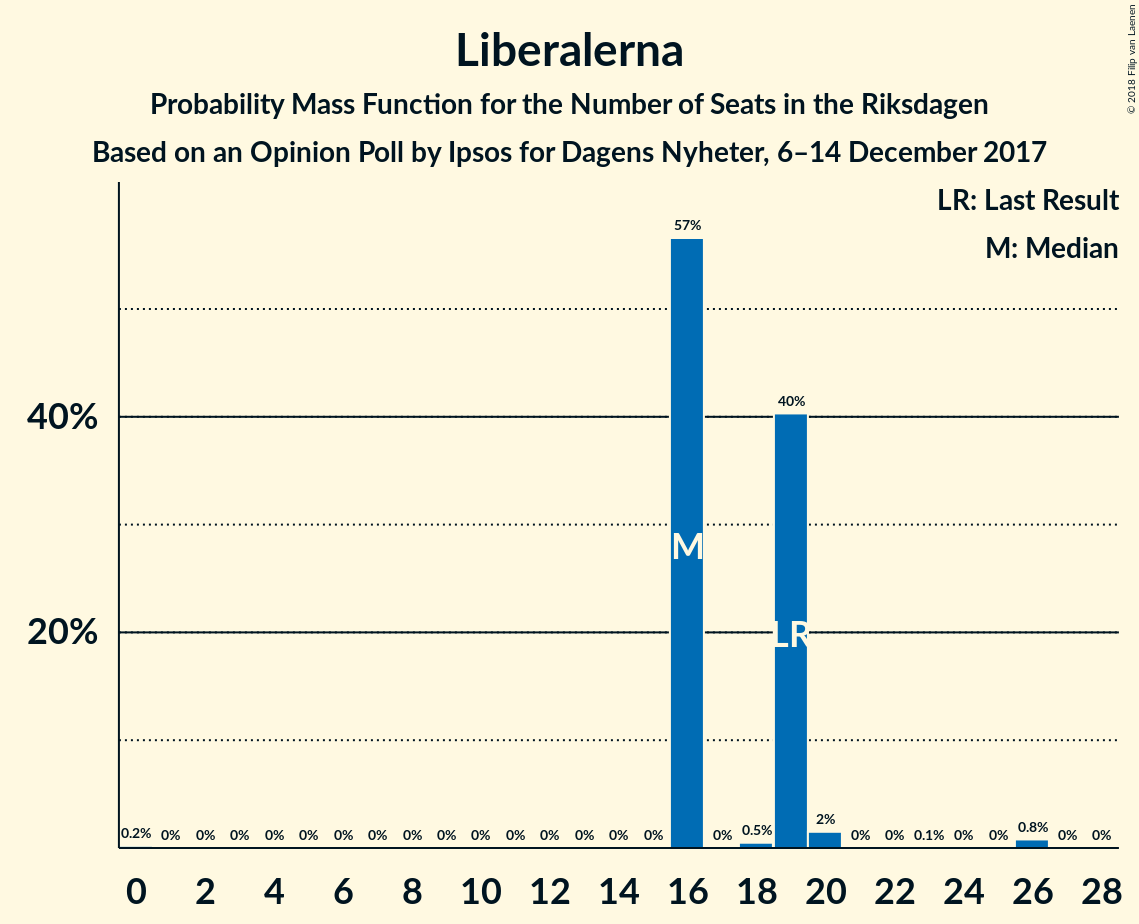 Liberalerna
Probability Mass Function for the Number of Seats in the Riksdagen
Based on an Opinion Poll by Ipsos for Dagens Nyheter, 6–14 December 2017
© 2018 Filip van Laenen
LR: Last Result
M: Median
57%
40%
40%
M
20%
LR
0.2% 0% 0% 0% 0% 0% 0% 0% 0% 0% 0% 0% 0% 0% 0% 0% 0% 0.5% 2% 0% 0% 0.1% 0% 0% 0.8% 0% 0%
0 2 4 6 8 10 12 14 16 18 20 22 24 26 28